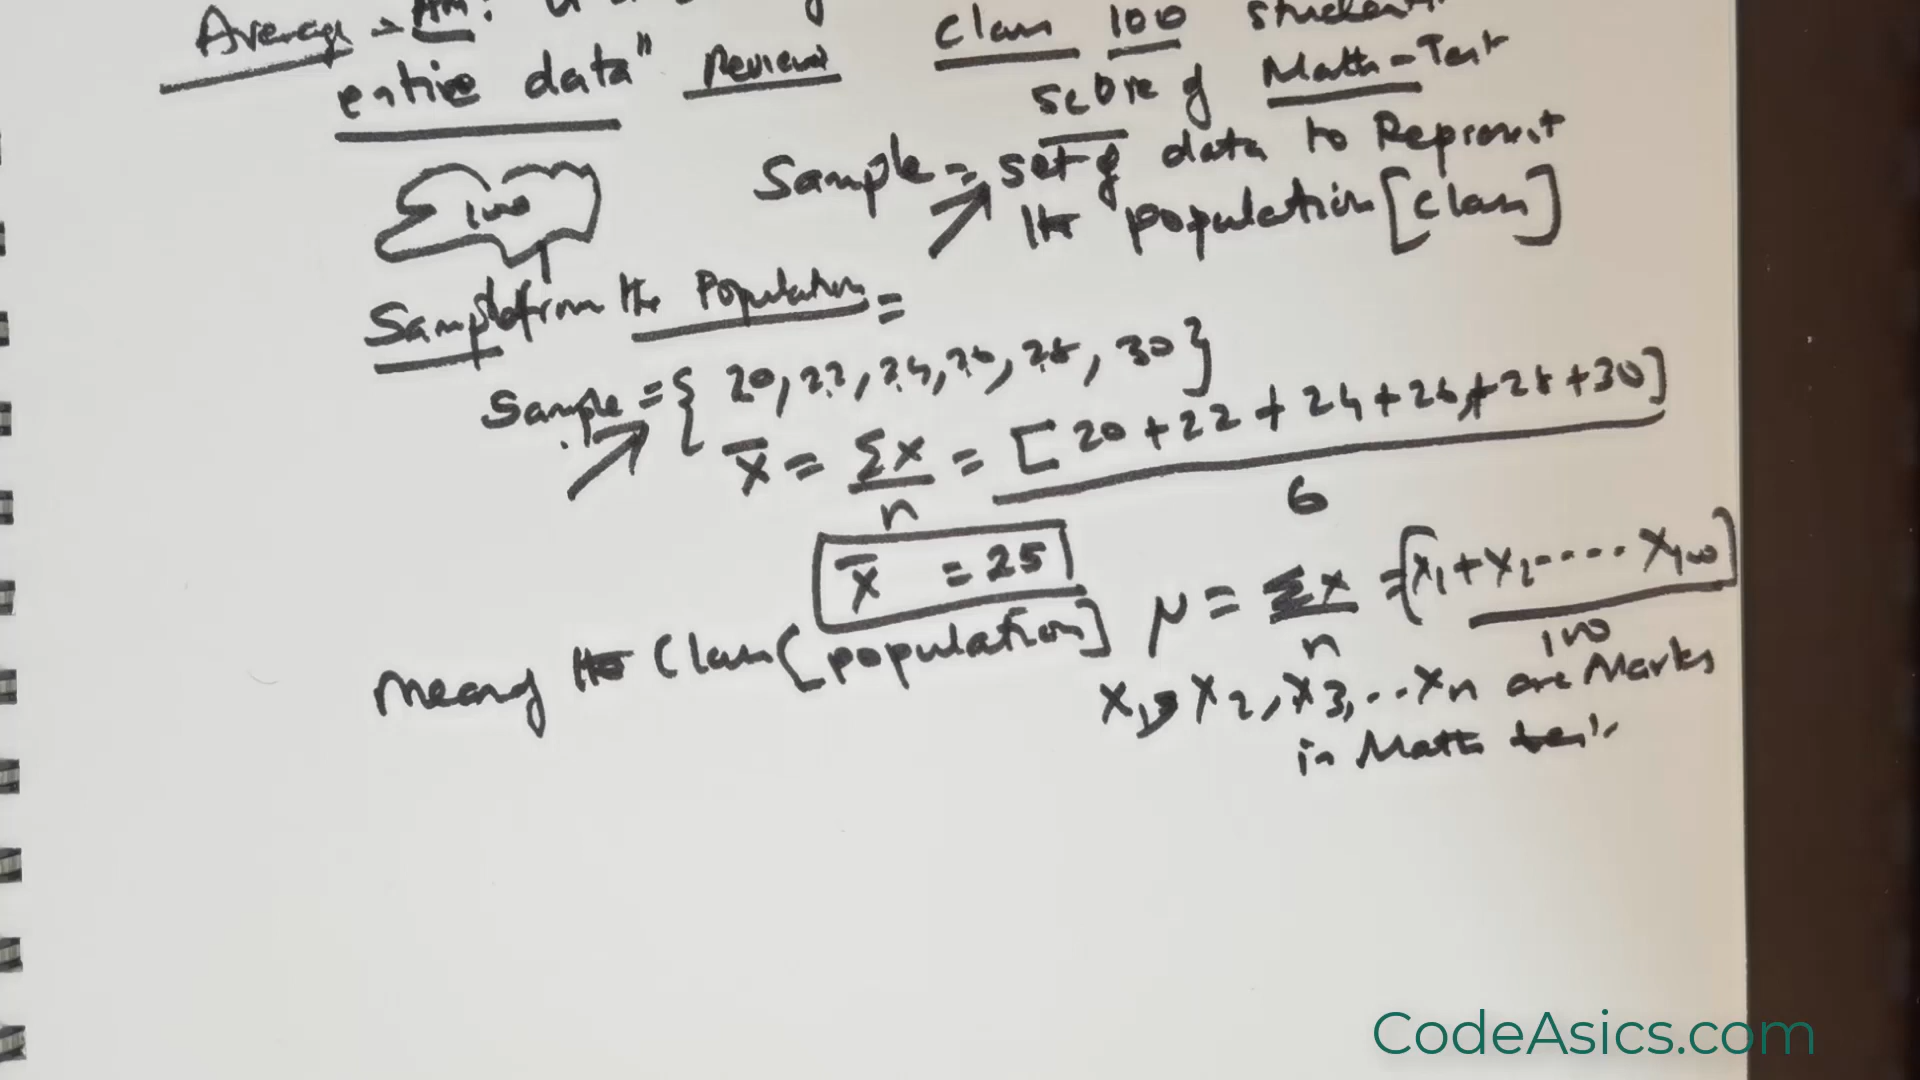 Average → AM:
entire data" Review
Class 100 students
score of Math-Test
Sample = set of data to Represent
the population [class]
100
Sample from the Population =
Sample = { 20, 22, 24, 26, 28, 30 }
x̄ = Σx/n = [20 + 22 + 24 + 26 + 28 + 30]/6
x̄ = 25
Mean of the Class [population] μ = Σx/n = [x₁ + x₂ ..... x₁₀₀]/100
x₁, x₂, x₃, ... xₙ are Marks
in Math test
CodeAsics.com